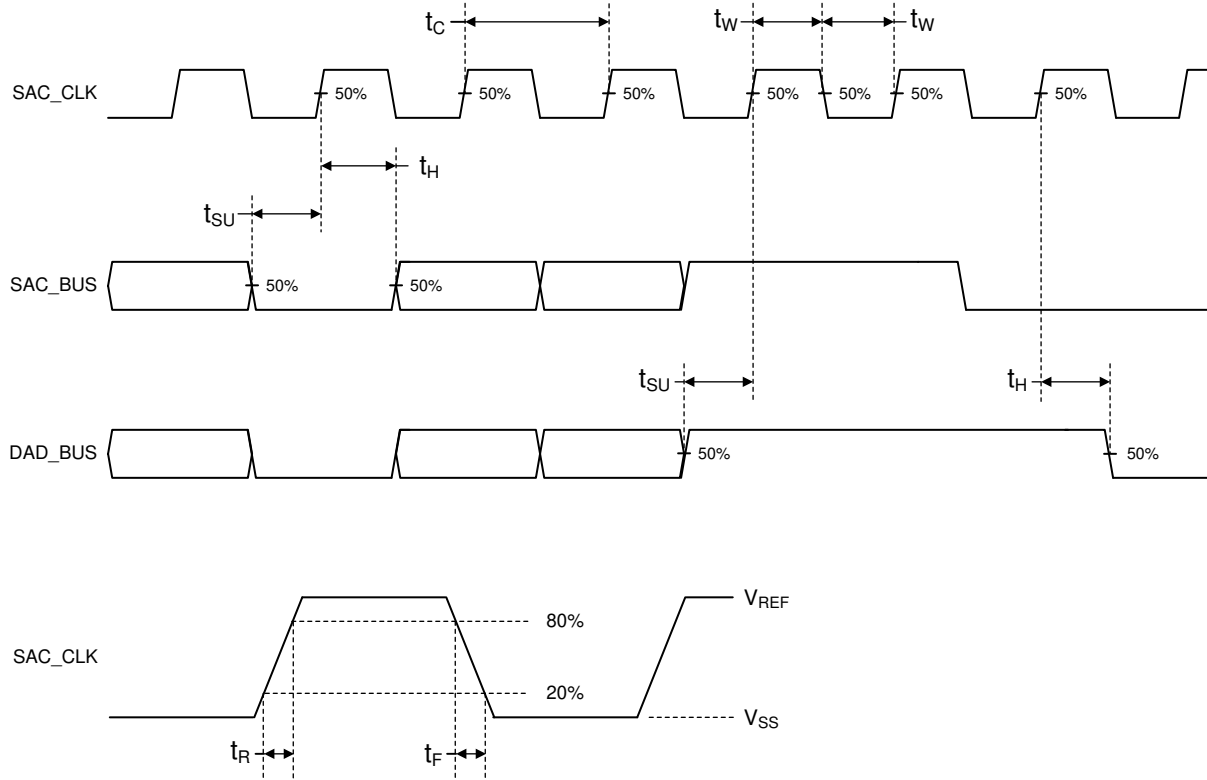 tC
tW
tW
SAC_CLK
50%
50%
50%
50%
50%
50%
50%
tH
tSU
SAC_BUS
50%
50%
tSU
tH
DAD_BUS
50%
50%
VREF
80%
SAC_CLK
20%
VSS
tR
tF